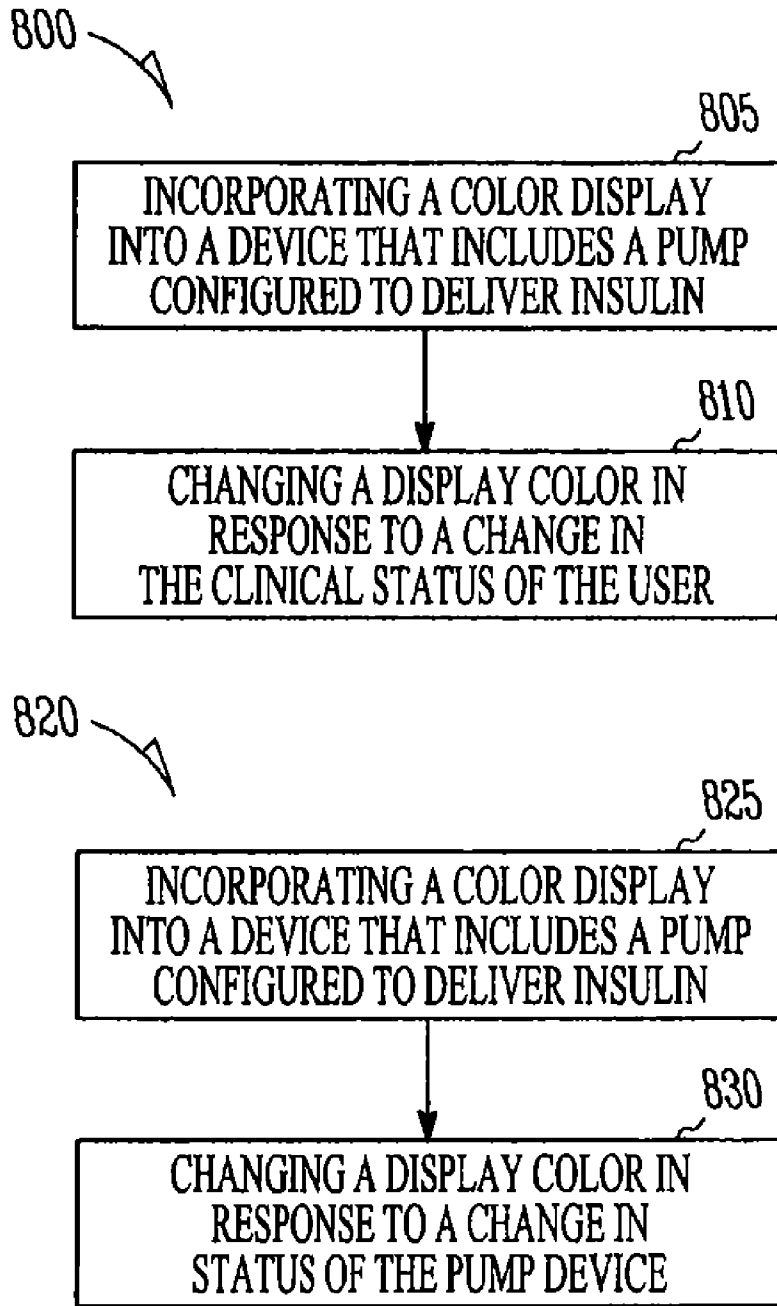 800
805
INCORPORATING A COLOR DISPLAY
INTO A DEVICE THAT INCLUDES A PUMP
CONFIGURED TO DELIVER INSULIN
810
CHANGING A DISPLAY COLOR IN
RESPONSE TO A CHANGE IN
THE CLINICAL STATUS OF THE USER
820
825
INCORPORATING A COLOR DISPLAY
INTO A DEVICE THAT INCLUDES A PUMP
CONFIGURED TO DELIVER INSULIN
830
CHANGING A DISPLAY COLOR IN
RESPONSE TO A CHANGE IN
STATUS OF THE PUMP DEVICE